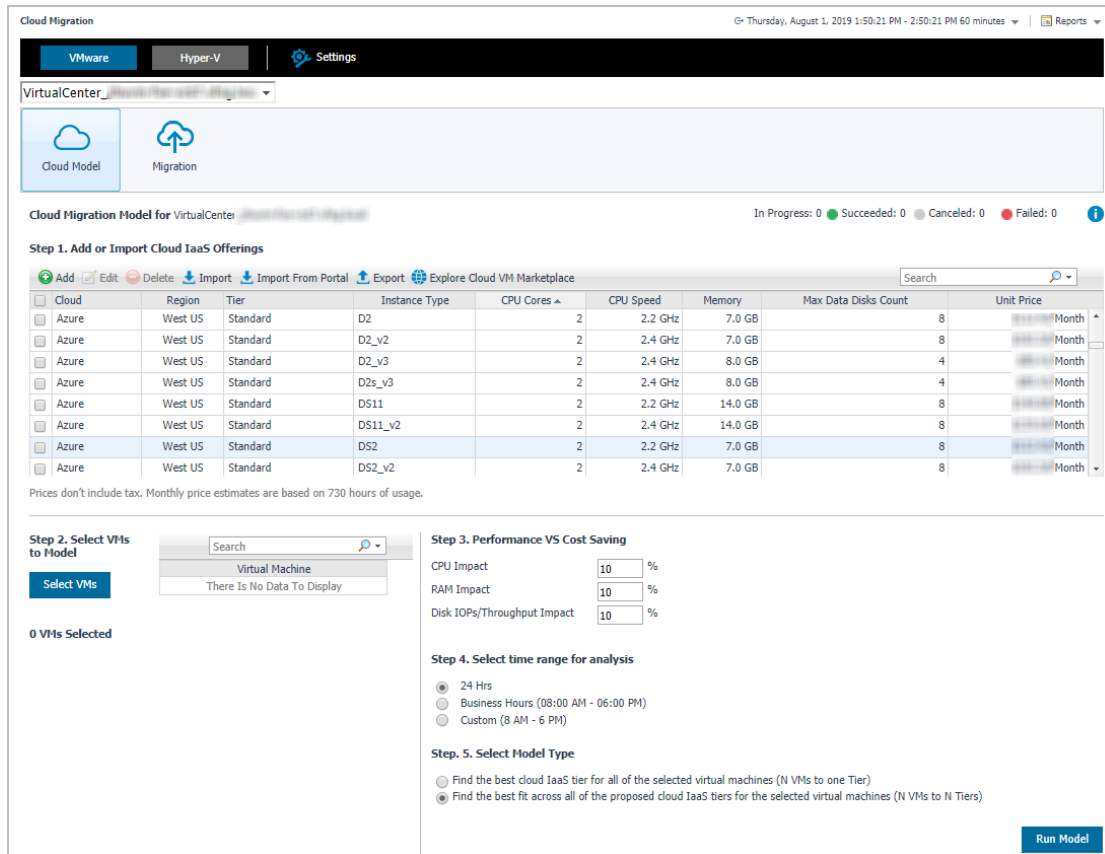 Cloud Migration
Thursday, August 1, 2019 1:50:21 PM - 2:50:21 PM 60 minutes | Reports
VMware Hyper-V Settings
VirtualCenter_
Cloud Model Migration
Cloud Migration Model for VirtualCenter
In Progress: 0 Succeeded: 0 Canceled: 0 Failed: 0
Step 1. Add or Import Cloud IaaS Offerings
Add Edit Delete Import Import From Portal Export Explore Cloud VM Marketplace Search
Cloud Region Tier Instance Type CPU Cores CPU Speed Memory Max Data Disks Count Unit Price
Azure West US Standard D2 2 2.2 GHz 7.0 GB 8 Month
Azure West US Standard D2_v2 2 2.4 GHz 7.0 GB 8 Month
Azure West US Standard D2_v3 2 2.4 GHz 8.0 GB 4 Month
Azure West US Standard D2s_v3 2 2.4 GHz 8.0 GB 4 Month
Azure West US Standard DS11 2 2.2 GHz 14.0 GB 8 Month
Azure West US Standard DS11_v2 2 2.4 GHz 14.0 GB 8 Month
Azure West US Standard DS2 2 2.2 GHz 7.0 GB 8 Month
Azure West US Standard DS2_v2 2 2.4 GHz 7.0 GB 8 Month
Prices don't include tax. Monthly price estimates are based on 730 hours of usage.
Step 2. Select VMs
to Model
Select VMs
0 VMs Selected
Search
Virtual Machine
There Is No Data To Display
Step 3. Performance VS Cost Saving
CPU Impact 10 %
RAM Impact 10 %
Disk IOPs/Throughput Impact 10 %
Step 4. Select time range for analysis
24 Hrs
Business Hours (08:00 AM - 06:00 PM)
Custom (8 AM - 6 PM)
Step. 5. Select Model Type
Find the best cloud IaaS tier for all of the selected virtual machines (N VMs to one Tier)
Find the best fit across all of the proposed cloud IaaS tiers for the selected virtual machines (N VMs to N Tiers)
Run Model